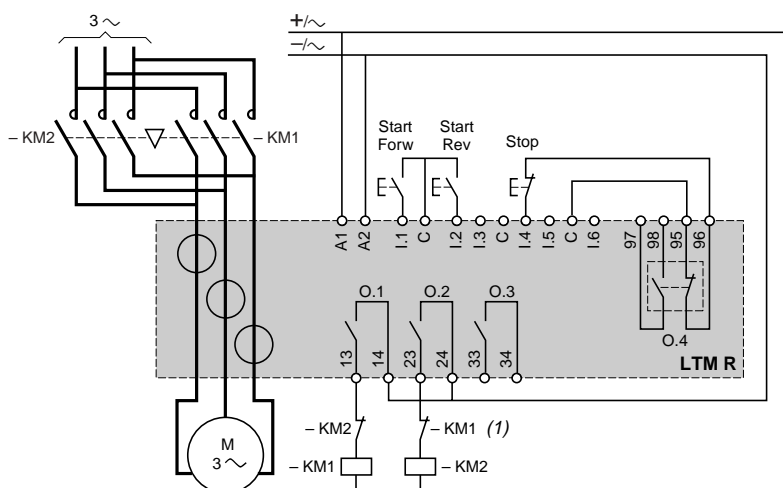 3 ~
+/~
−/~
– KM2
– KM1
Start
Forw
Start
Rev
Stop
A1
A2
I.1
C
I.2
I.3
C
I.4
I.5
C
I.6
97
98
95
96
O.1
O.2
O.3
O.4
13
14
23
24
33
34
LTM R
– KM2
– KM1 (1)
– KM1
– KM2
M
3 ~